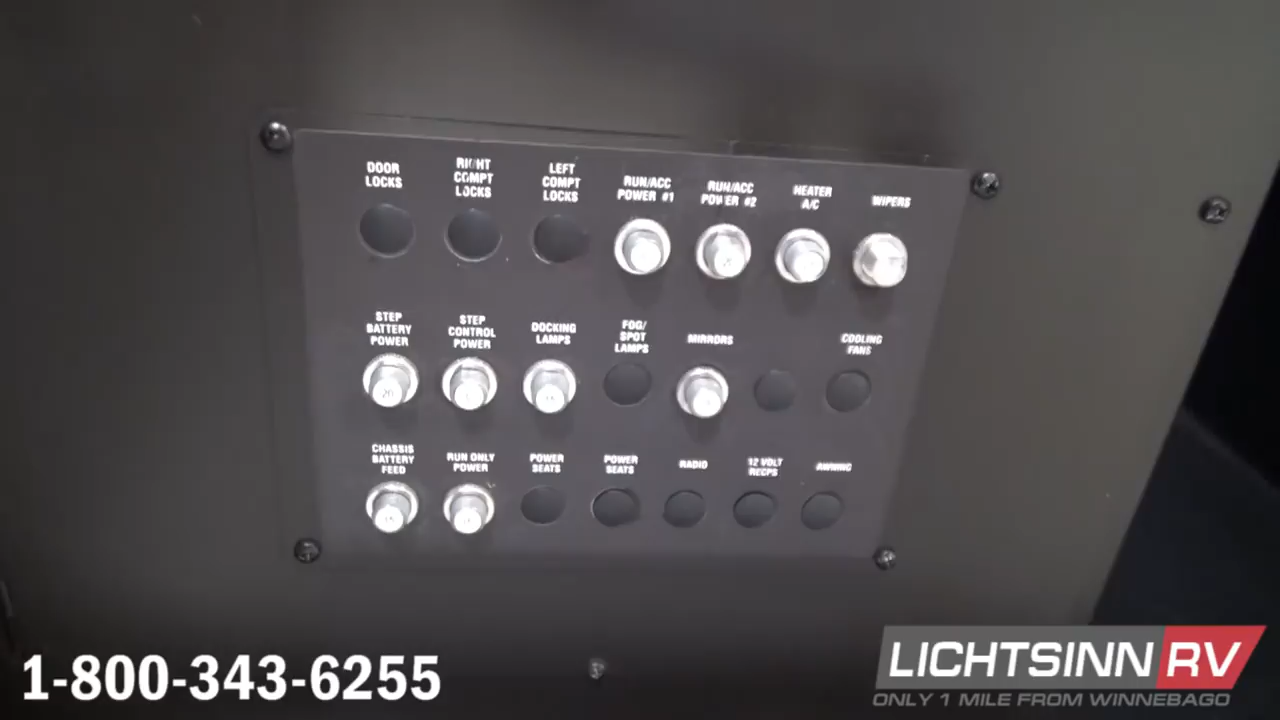 DOOR
LOCKS
RIGHT
COMPT
LOCKS
LEFT
COMPT
LOCKS
RUN/ACC
POWER #1
RUN/ACC
POWER #2
HEATER
A/C
WIPERS
STEP
BATTERY
POWER
STEP
CONTROL
POWER
DOCKING
LAMPS
FOG/
SPOT
LAMPS
MIRRORS
COOLING
FANS
20
CHASSIS
BATTERY
FEED
RUN ONLY
POWER
POWER
SEATS
POWER
SEATS
RADIO
12 VOLT
RECPS
AWNING
1-800-343-6255
LICHTSINN RV
ONLY 1 MILE FROM WINNEBAGO